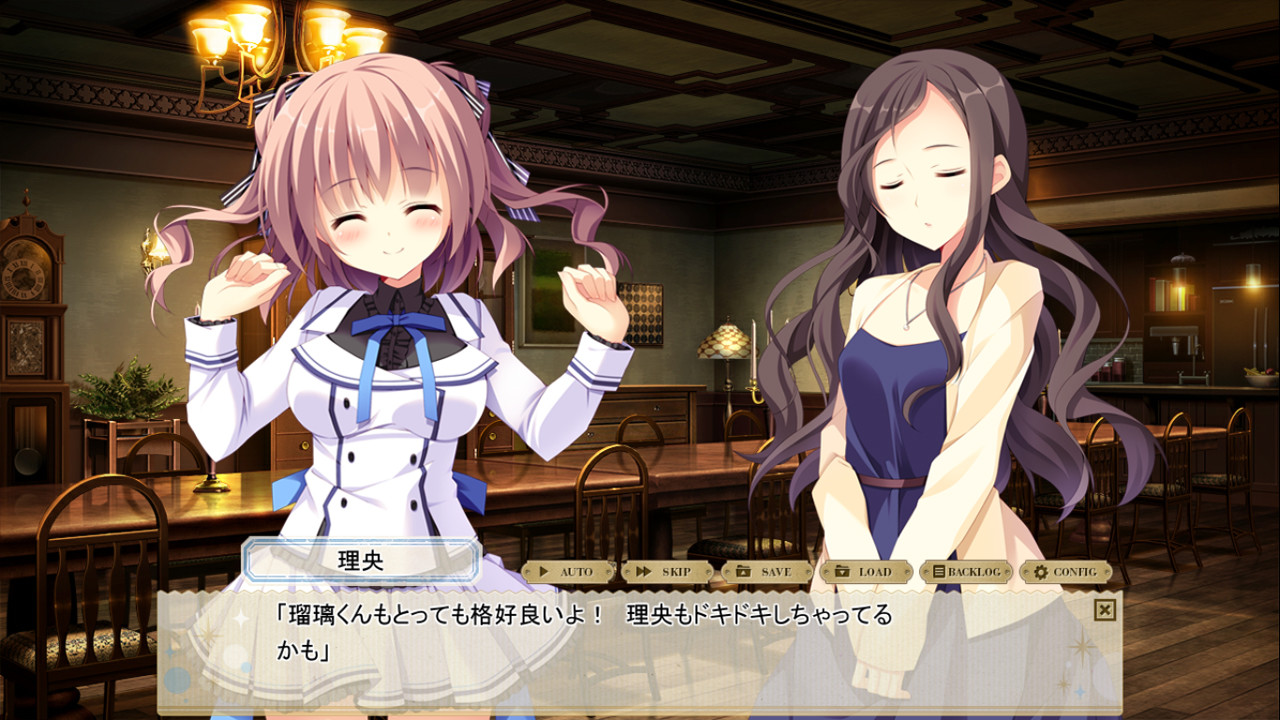 理央
AUTO
SKIP
SAVE
LOAD
BACKLOG
CONFIG
「瑠璃くんもとっても格好良いよ！　理央もドキドキしちゃってる
かも」